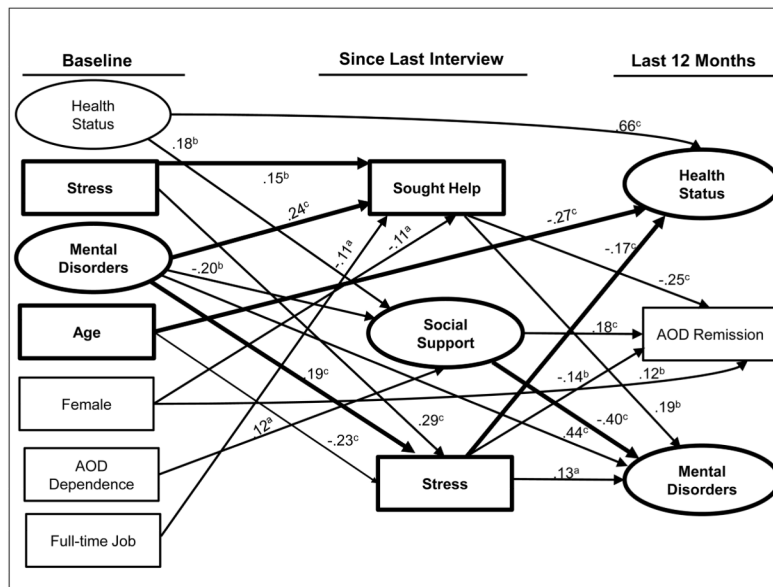 Baseline
Since Last Interview
Last 12 Months
Health
Status
.18ᵇ
.66ᶜ
Stress
.15ᵇ
Sought Help
Health
Status
.24ᶜ
-.11ᵃ
-.11ᵃ
-.27ᶜ
-.17ᶜ
Mental
Disorders
-.20ᵇ
-.25ᶜ
Age
Social
Support
.18ᶜ
AOD Remission
.19ᶜ
-.14ᵇ
.12ᵇ
Female
.12ᵃ
.29ᶜ
-.40ᶜ
.19ᵇ
-.23ᶜ
.44ᶜ
AOD
Dependence
Stress
.13ᵃ
Mental
Disorders
Full-time Job